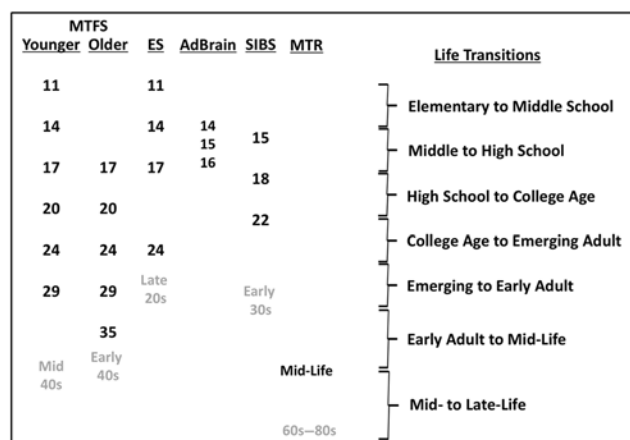 MTFS
Younger Older ES AdBrain SIBS MTR Life Transitions
11 11
Elementary to Middle School
14 14 14
15 15
Middle to High School
17 17 17 16
18
High School to College Age
20 20
22
College Age to Emerging Adult
24 24 24
Late
20s
Emerging to Early Adult
29 29 Early
30s
35
Early Adult to Mid-Life
Mid
40s
Early
40s
Mid-Life
Mid- to Late-Life
60s—80s